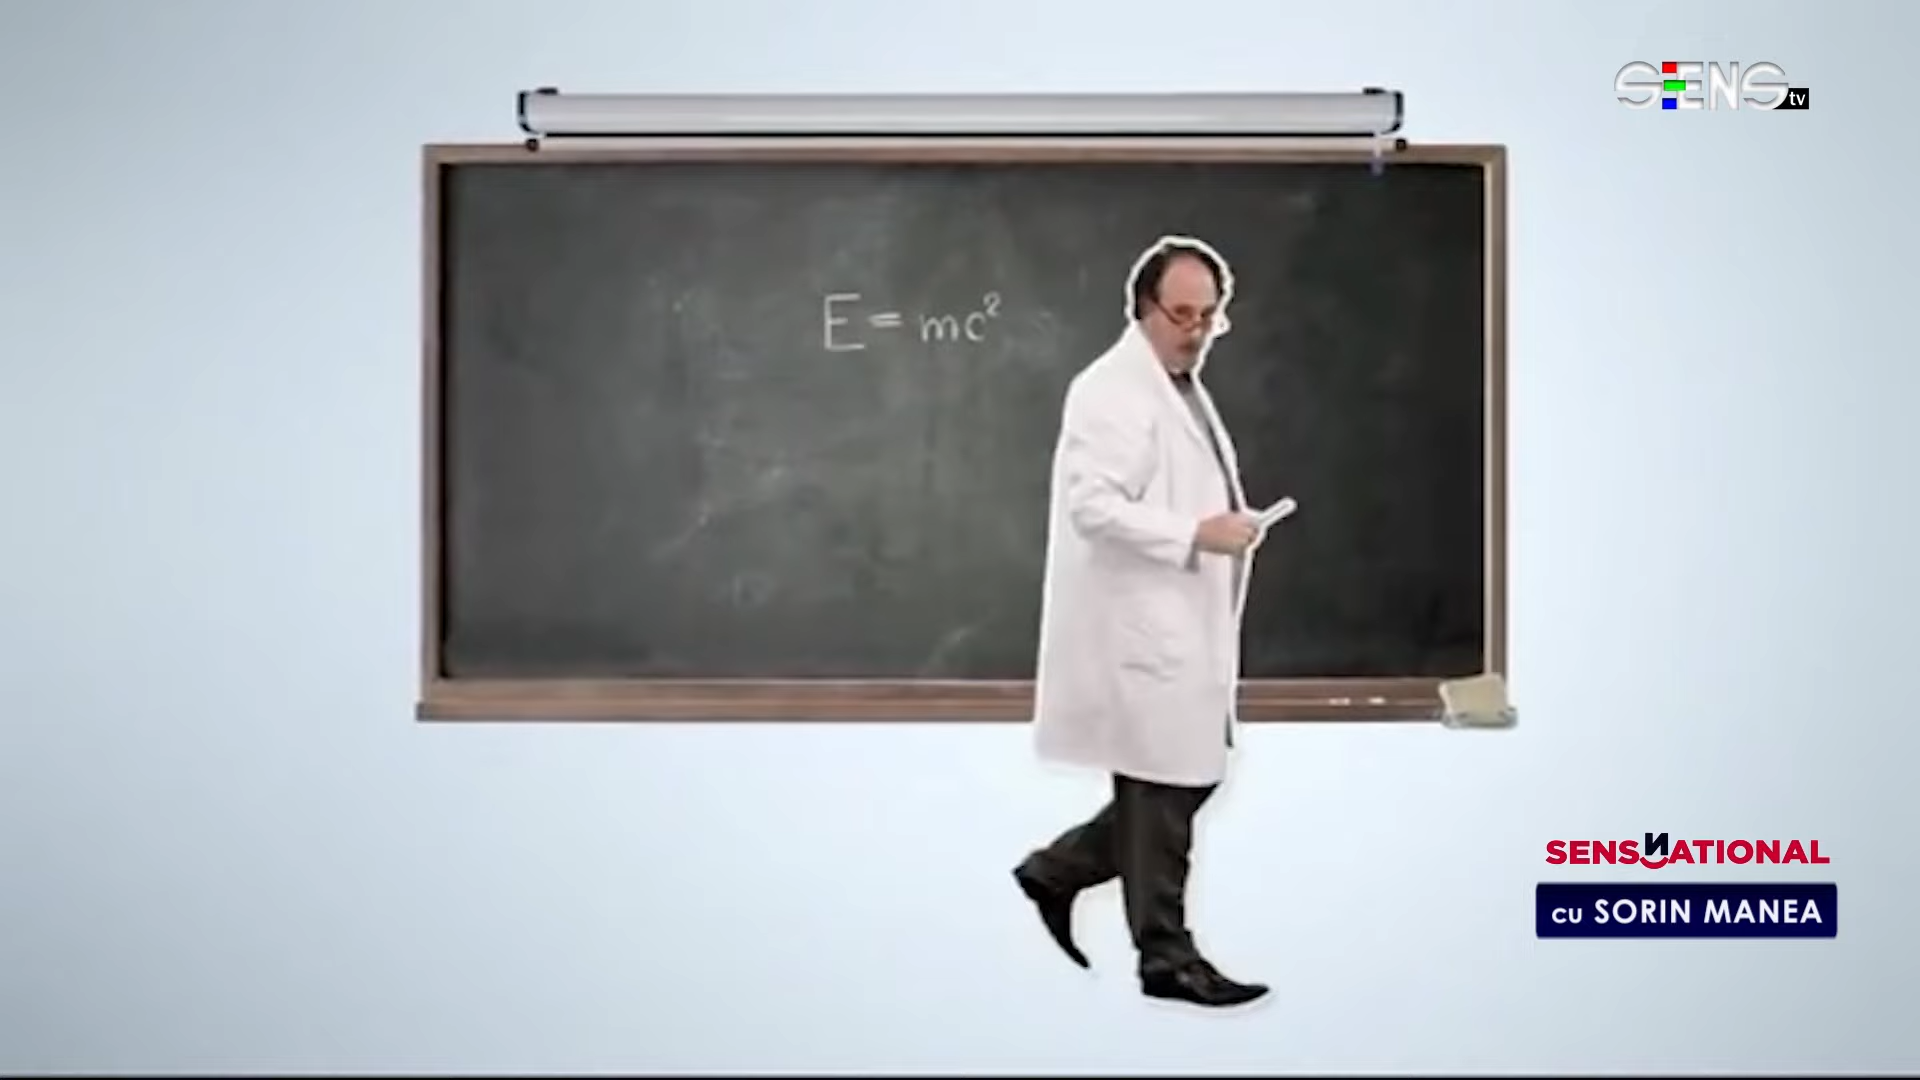 SENS tv
E = mc²
SENSNATIONAL
cu SORIN MANEA